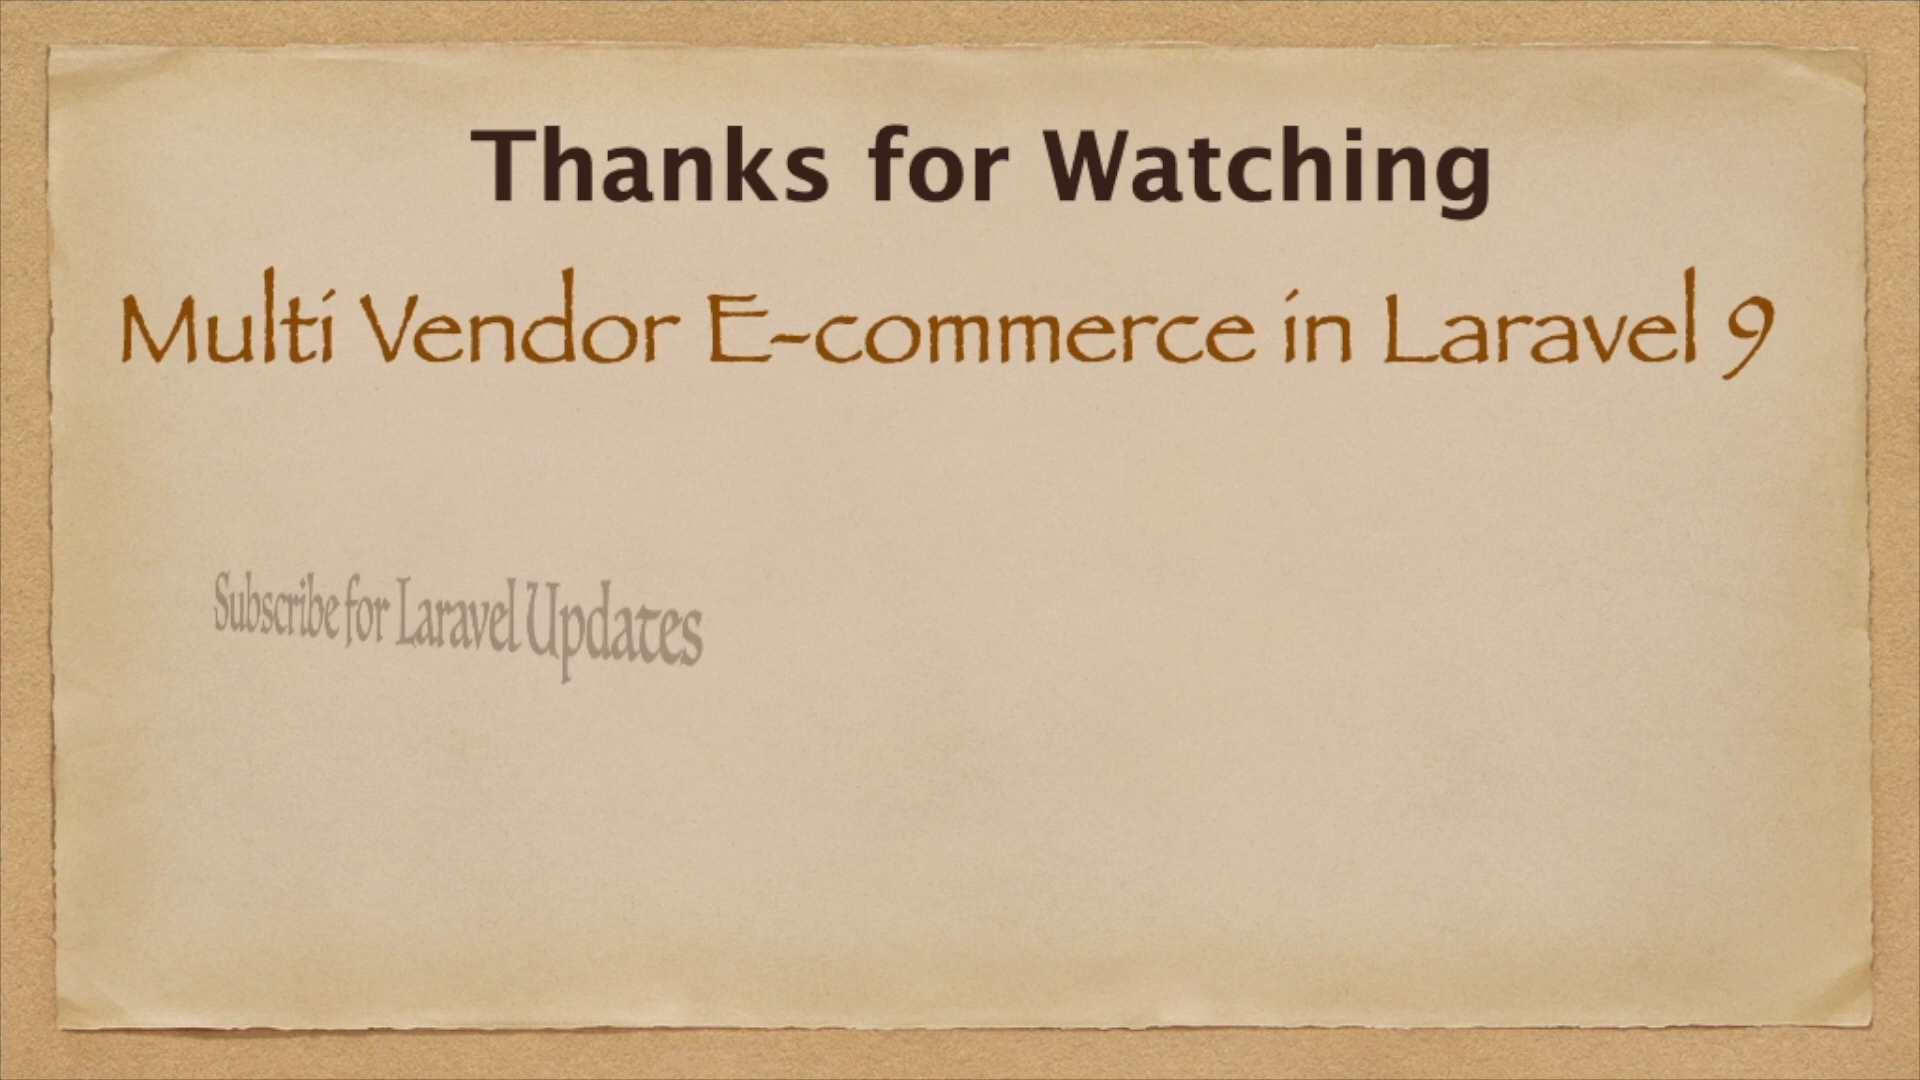 Thanks for Watching
Multi Vendor E-commerce in Laravel 9
Subscribe for Laravel Updates